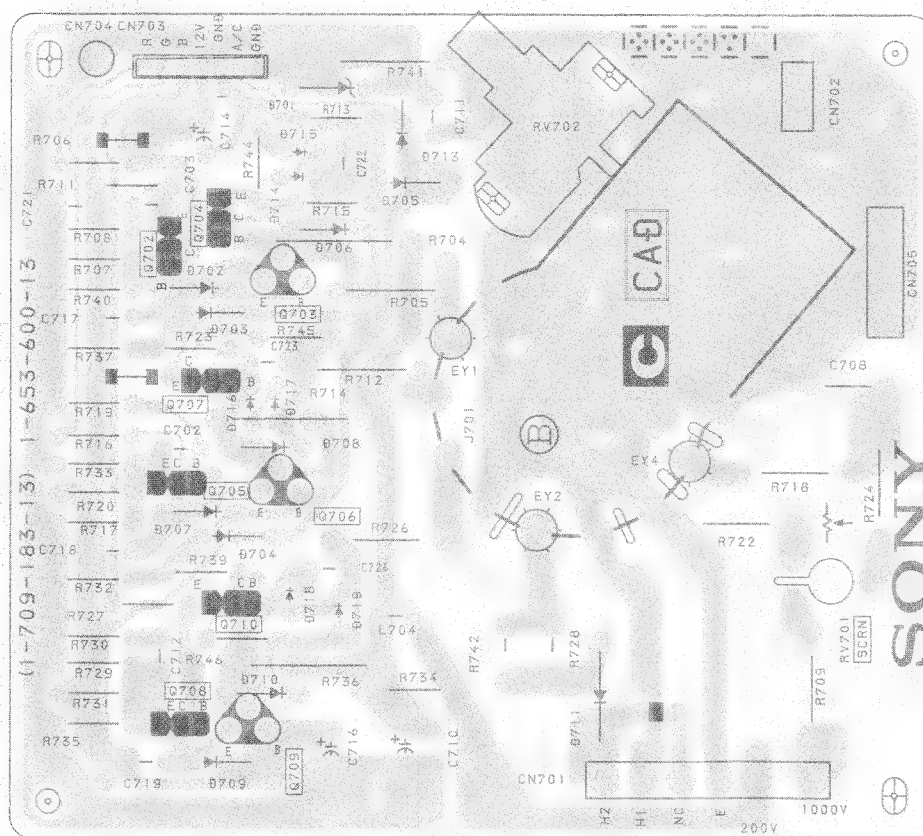 CN704 CN703
R
G
B
12V
GND
A/C
GND
R741
D701
R713
C711
CN702
R706
C714
D715
RV702
C703
R744
C722
D713
R711
D714
D705
C721
R715
Q704
E
C
B
R708
Q702
E
C
B
D706
R704
CAD
R707
D702
CN705
R740
E
B
R705
C717
Q703
D703
R745
R723
C723
R737
EY1
C
R712
C708
E
C
B
R714
Q707
D716
D717
R719
J701
C702
D708
B
R716
EY4
E C B
R733
Q705
R718
R724
EY2
R720
E
B
Q706
R717
D707
R726
R722
C718
D704
R739
R732
E
C B
D718
D719
R727
Q710
L704
RV701
SCRN
SONY
R730
C712
R746
R742
R728
R729
D710
R736
R734
R709
Q708
R731
E C B
D711
R735
E
B
Q709
C716
C710
C719
D709
CN701
H2
H1
NC
E
200V
1000V
(1-709-183-13) 1-653-600-13